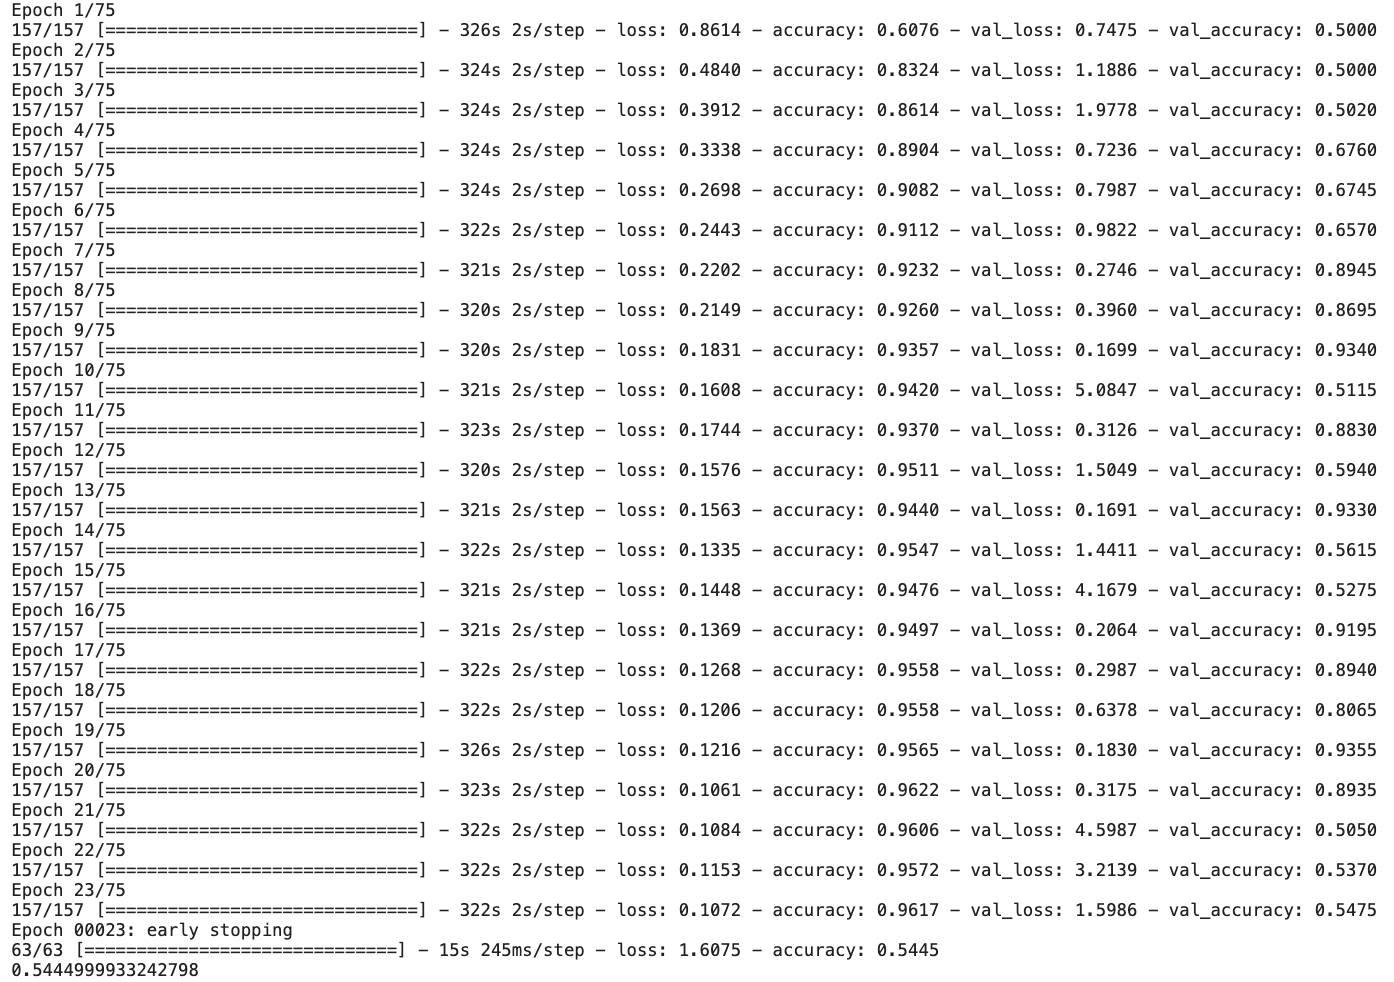 Epoch 1/75
157/157 [==============================] - 326s 2s/step - loss: 0.8614 - accuracy: 0.6076 - val_loss: 0.7475 - val_accuracy: 0.5000
Epoch 2/75
157/157 [==============================] - 324s 2s/step - loss: 0.4840 - accuracy: 0.8324 - val_loss: 1.1886 - val_accuracy: 0.5000
Epoch 3/75
157/157 [==============================] - 324s 2s/step - loss: 0.3912 - accuracy: 0.8614 - val_loss: 1.9778 - val_accuracy: 0.5020
Epoch 4/75
157/157 [==============================] - 324s 2s/step - loss: 0.3338 - accuracy: 0.8904 - val_loss: 0.7236 - val_accuracy: 0.6760
Epoch 5/75
157/157 [==============================] - 324s 2s/step - loss: 0.2698 - accuracy: 0.9082 - val_loss: 0.7987 - val_accuracy: 0.6745
Epoch 6/75
157/157 [==============================] - 322s 2s/step - loss: 0.2443 - accuracy: 0.9112 - val_loss: 0.9822 - val_accuracy: 0.6570
Epoch 7/75
157/157 [==============================] - 321s 2s/step - loss: 0.2202 - accuracy: 0.9232 - val_loss: 0.2746 - val_accuracy: 0.8945
Epoch 8/75
157/157 [==============================] - 320s 2s/step - loss: 0.2149 - accuracy: 0.9260 - val_loss: 0.3960 - val_accuracy: 0.8695
Epoch 9/75
157/157 [==============================] - 320s 2s/step - loss: 0.1831 - accuracy: 0.9357 - val_loss: 0.1699 - val_accuracy: 0.9340
Epoch 10/75
157/157 [==============================] - 321s 2s/step - loss: 0.1608 - accuracy: 0.9420 - val_loss: 5.0847 - val_accuracy: 0.5115
Epoch 11/75
157/157 [==============================] - 323s 2s/step - loss: 0.1744 - accuracy: 0.9370 - val_loss: 0.3126 - val_accuracy: 0.8830
Epoch 12/75
157/157 [==============================] - 320s 2s/step - loss: 0.1576 - accuracy: 0.9511 - val_loss: 1.5049 - val_accuracy: 0.5940
Epoch 13/75
157/157 [==============================] - 321s 2s/step - loss: 0.1563 - accuracy: 0.9440 - val_loss: 0.1691 - val_accuracy: 0.9330
Epoch 14/75
157/157 [==============================] - 322s 2s/step - loss: 0.1335 - accuracy: 0.9547 - val_loss: 1.4411 - val_accuracy: 0.5615
Epoch 15/75
157/157 [==============================] - 321s 2s/step - loss: 0.1448 - accuracy: 0.9476 - val_loss: 4.1679 - val_accuracy: 0.5275
Epoch 16/75
157/157 [==============================] - 321s 2s/step - loss: 0.1369 - accuracy: 0.9497 - val_loss: 0.2064 - val_accuracy: 0.9195
Epoch 17/75
157/157 [==============================] - 322s 2s/step - loss: 0.1268 - accuracy: 0.9558 - val_loss: 0.2987 - val_accuracy: 0.8940
Epoch 18/75
157/157 [==============================] - 322s 2s/step - loss: 0.1206 - accuracy: 0.9558 - val_loss: 0.6378 - val_accuracy: 0.8065
Epoch 19/75
157/157 [==============================] - 326s 2s/step - loss: 0.1216 - accuracy: 0.9565 - val_loss: 0.1830 - val_accuracy: 0.9355
Epoch 20/75
157/157 [==============================] - 323s 2s/step - loss: 0.1061 - accuracy: 0.9622 - val_loss: 0.3175 - val_accuracy: 0.8935
Epoch 21/75
157/157 [==============================] - 322s 2s/step - loss: 0.1084 - accuracy: 0.9606 - val_loss: 4.5987 - val_accuracy: 0.5050
Epoch 22/75
157/157 [==============================] - 322s 2s/step - loss: 0.1153 - accuracy: 0.9572 - val_loss: 3.2139 - val_accuracy: 0.5370
Epoch 23/75
157/157 [==============================] - 322s 2s/step - loss: 0.1072 - accuracy: 0.9617 - val_loss: 1.5986 - val_accuracy: 0.5475
Epoch 00023: early stopping
63/63 [==============================] - 15s 245ms/step - loss: 1.6075 - accuracy: 0.5445
0.5444999933242798